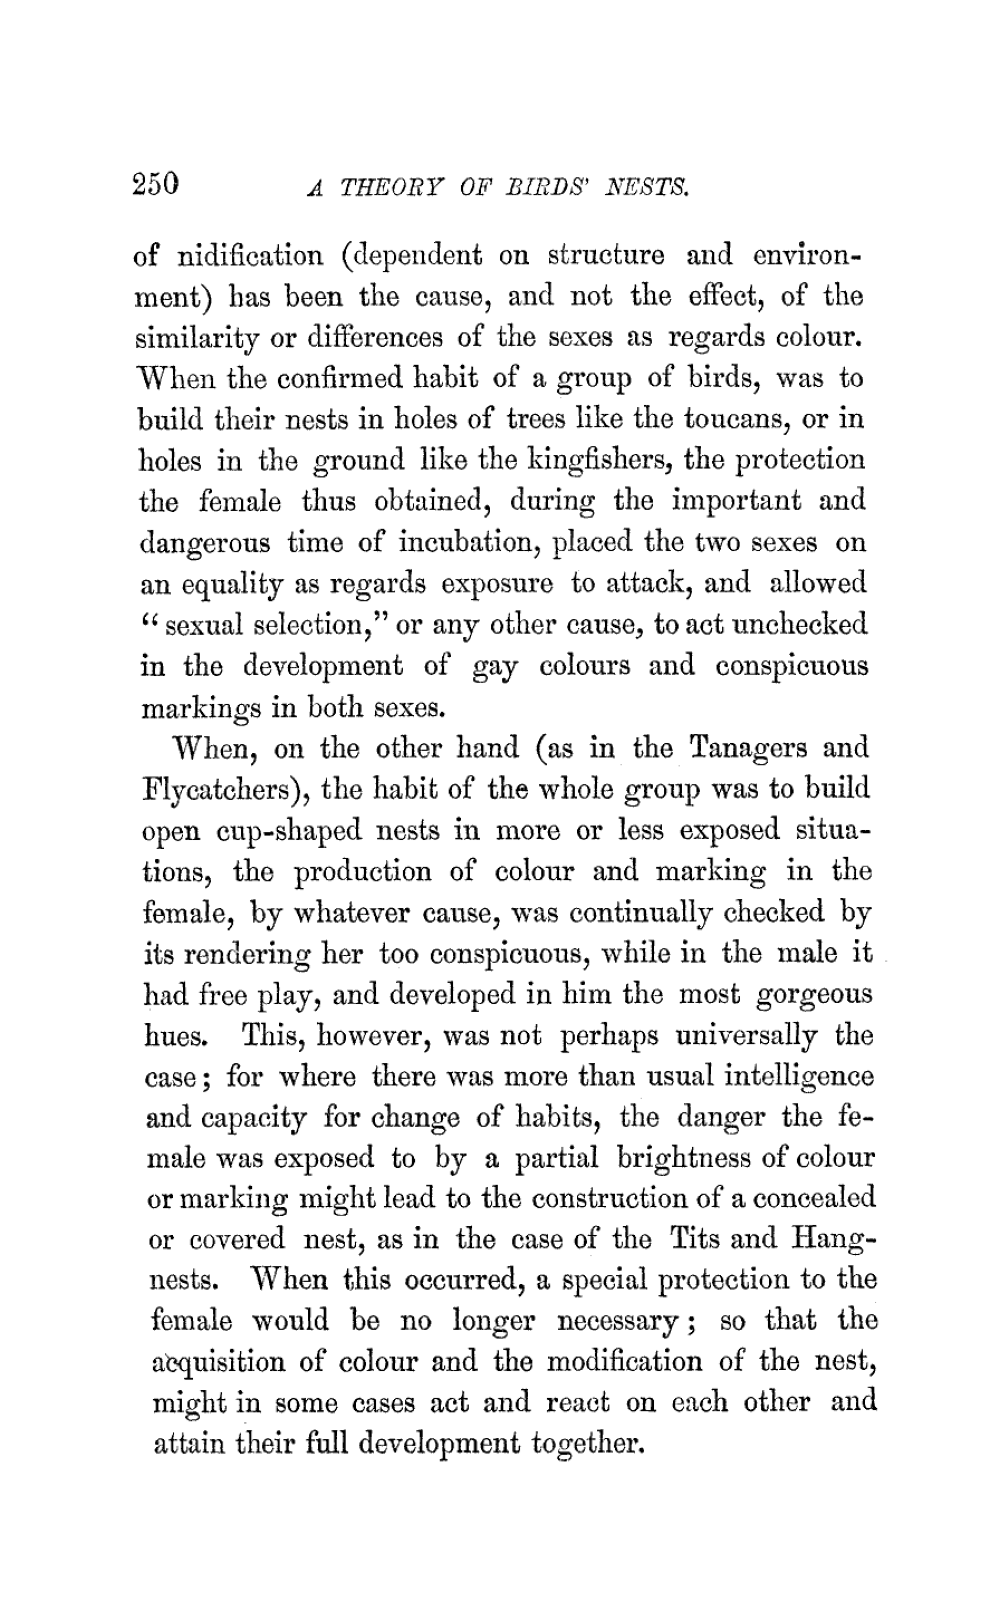 250 A THEORY OF BIRDS' NESTS.
of nidification (dependent on structure and environ-
ment) has been the cause, and not the effect, of the
similarity or differences of the sexes as regards colour.
When the confirmed habit of a group of birds, was to
build their nests in holes of trees like the toucans, or in
holes in the ground like the kingfishers, the protection
the female thus obtained, during the important and
dangerous time of incubation, placed the two sexes on
an equality as regards exposure to attack, and allowed
“sexual selection,” or any other cause, to act unchecked
in the development of gay colours and conspicuous
markings in both sexes.
When, on the other hand (as in the Tanagers and
Flycatchers), the habit of the whole group was to build
open cup-shaped nests in more or less exposed situa-
tions, the production of colour and marking in the
female, by whatever cause, was continually checked by
its rendering her too conspicuous, while in the male it
had free play, and developed in him the most gorgeous
hues. This, however, was not perhaps universally the
case; for where there was more than usual intelligence
and capacity for change of habits, the danger the fe-
male was exposed to by a partial brightness of colour
or marking might lead to the construction of a concealed
or covered nest, as in the case of the Tits and Hang-
nests. When this occurred, a special protection to the
female would be no longer necessary; so that the
acquisition of colour and the modification of the nest,
might in some cases act and react on each other and
attain their full development together.